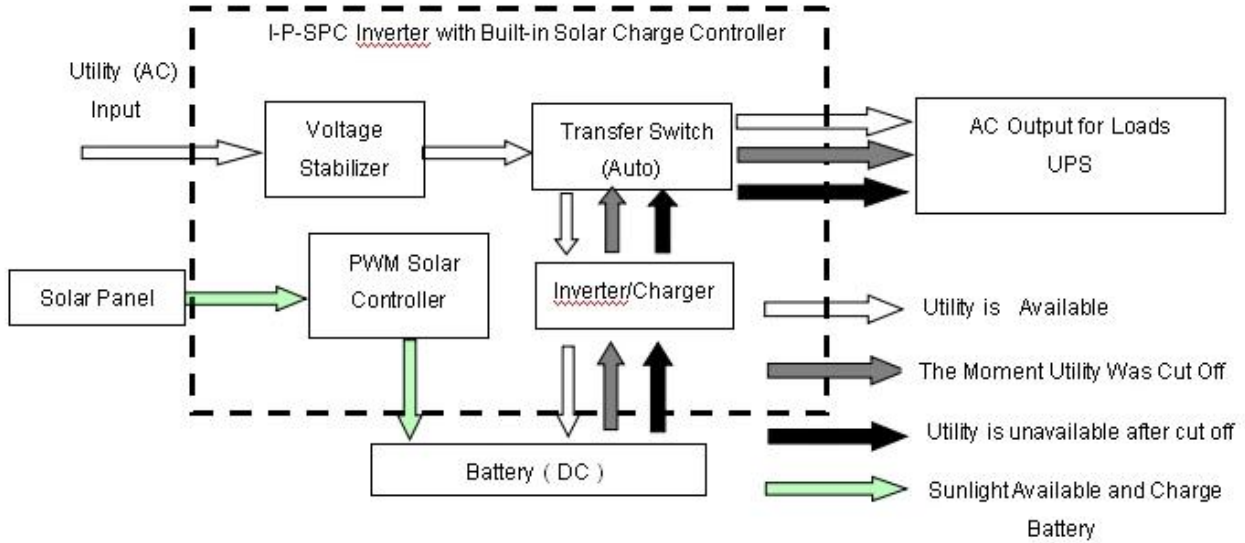 I-P-SPC Inverter with Built-in Solar Charge Controller
Utility (AC)
Input
Voltage
Stabilizer
Transfer Switch
(Auto)
AC Output for Loads
UPS
Solar Panel
PWM Solar
Controller
Inverter/Charger
Battery ( DC )
Utility is Available
The Moment Utility Was Cut Off
Utility is unavailable after cut off
Sunlight Available and Charge
Battery